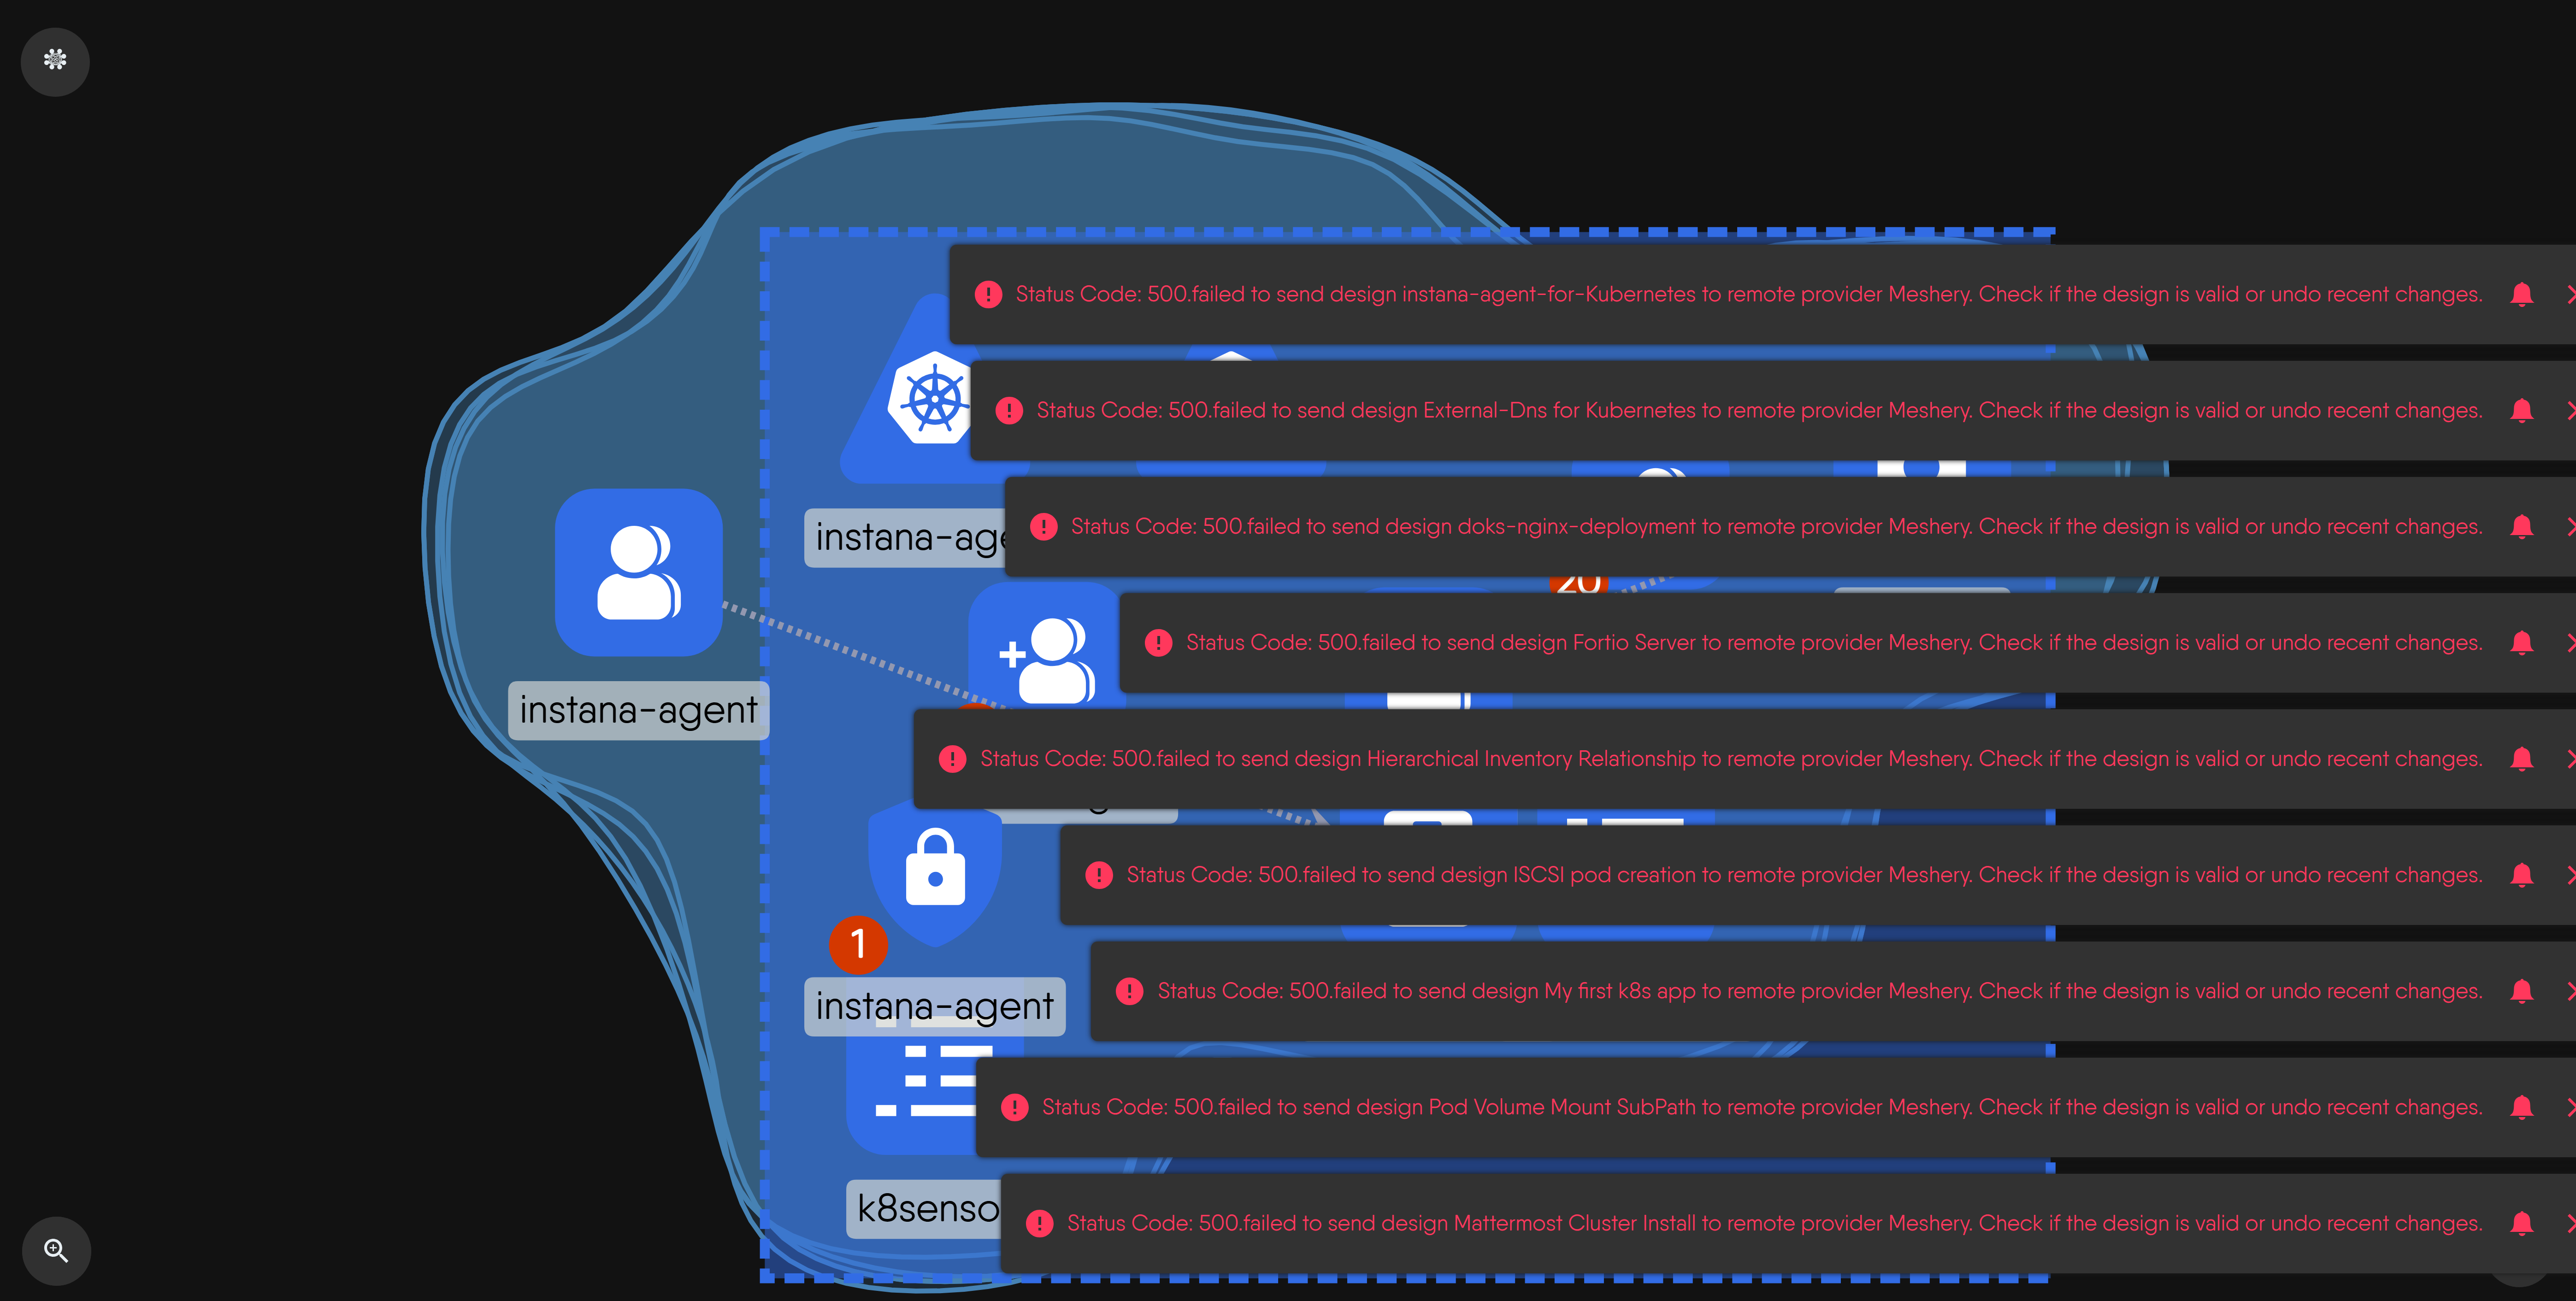 Status Code: 500.failed to send design instana-agent-for-Kubernetes to remote provider Meshery. Check if the design is valid or undo recent changes.
Status Code: 500.failed to send design External-Dns for Kubernetes to remote provider Meshery. Check if the design is valid or undo recent changes.
Status Code: 500.failed to send design doks-nginx-deployment to remote provider Meshery. Check if the design is valid or undo recent changes.
instana-age
20
Status Code: 500.failed to send design Fortio Server to remote provider Meshery. Check if the design is valid or undo recent changes.
instana-agent
Status Code: 500.failed to send design Hierarchical Inventory Relationship to remote provider Meshery. Check if the design is valid or undo recent changes.
Status Code: 500.failed to send design ISCSI pod creation to remote provider Meshery. Check if the design is valid or undo recent changes.
1
Status Code: 500.failed to send design My first k8s app to remote provider Meshery. Check if the design is valid or undo recent changes.
instana-agent
Status Code: 500.failed to send design Pod Volume Mount SubPath to remote provider Meshery. Check if the design is valid or undo recent changes.
k8senso
Status Code: 500.failed to send design Mattermost Cluster Install to remote provider Meshery. Check if the design is valid or undo recent changes.